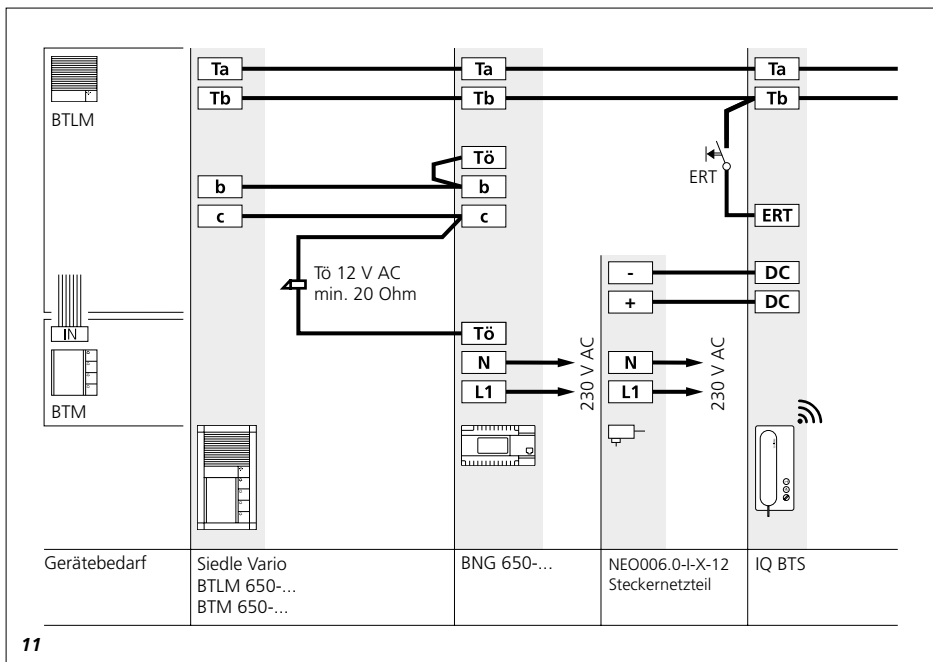 Ta Ta Ta
Tb Tb Tb
BTLM
Tö
ERT
b b
c c ERT
Tö 12 V AC
min. 20 Ohm
- DC
+ DC
IN
Tö
N N
L1 L1
230 V AC
230 V AC
BTM
Gerätebedarf
Siedle Vario
BTLM 650-...
BTM 650-...
BNG 650-...
NEO006.0-I-X-12
Steckernetzteil
IQ BTS
11